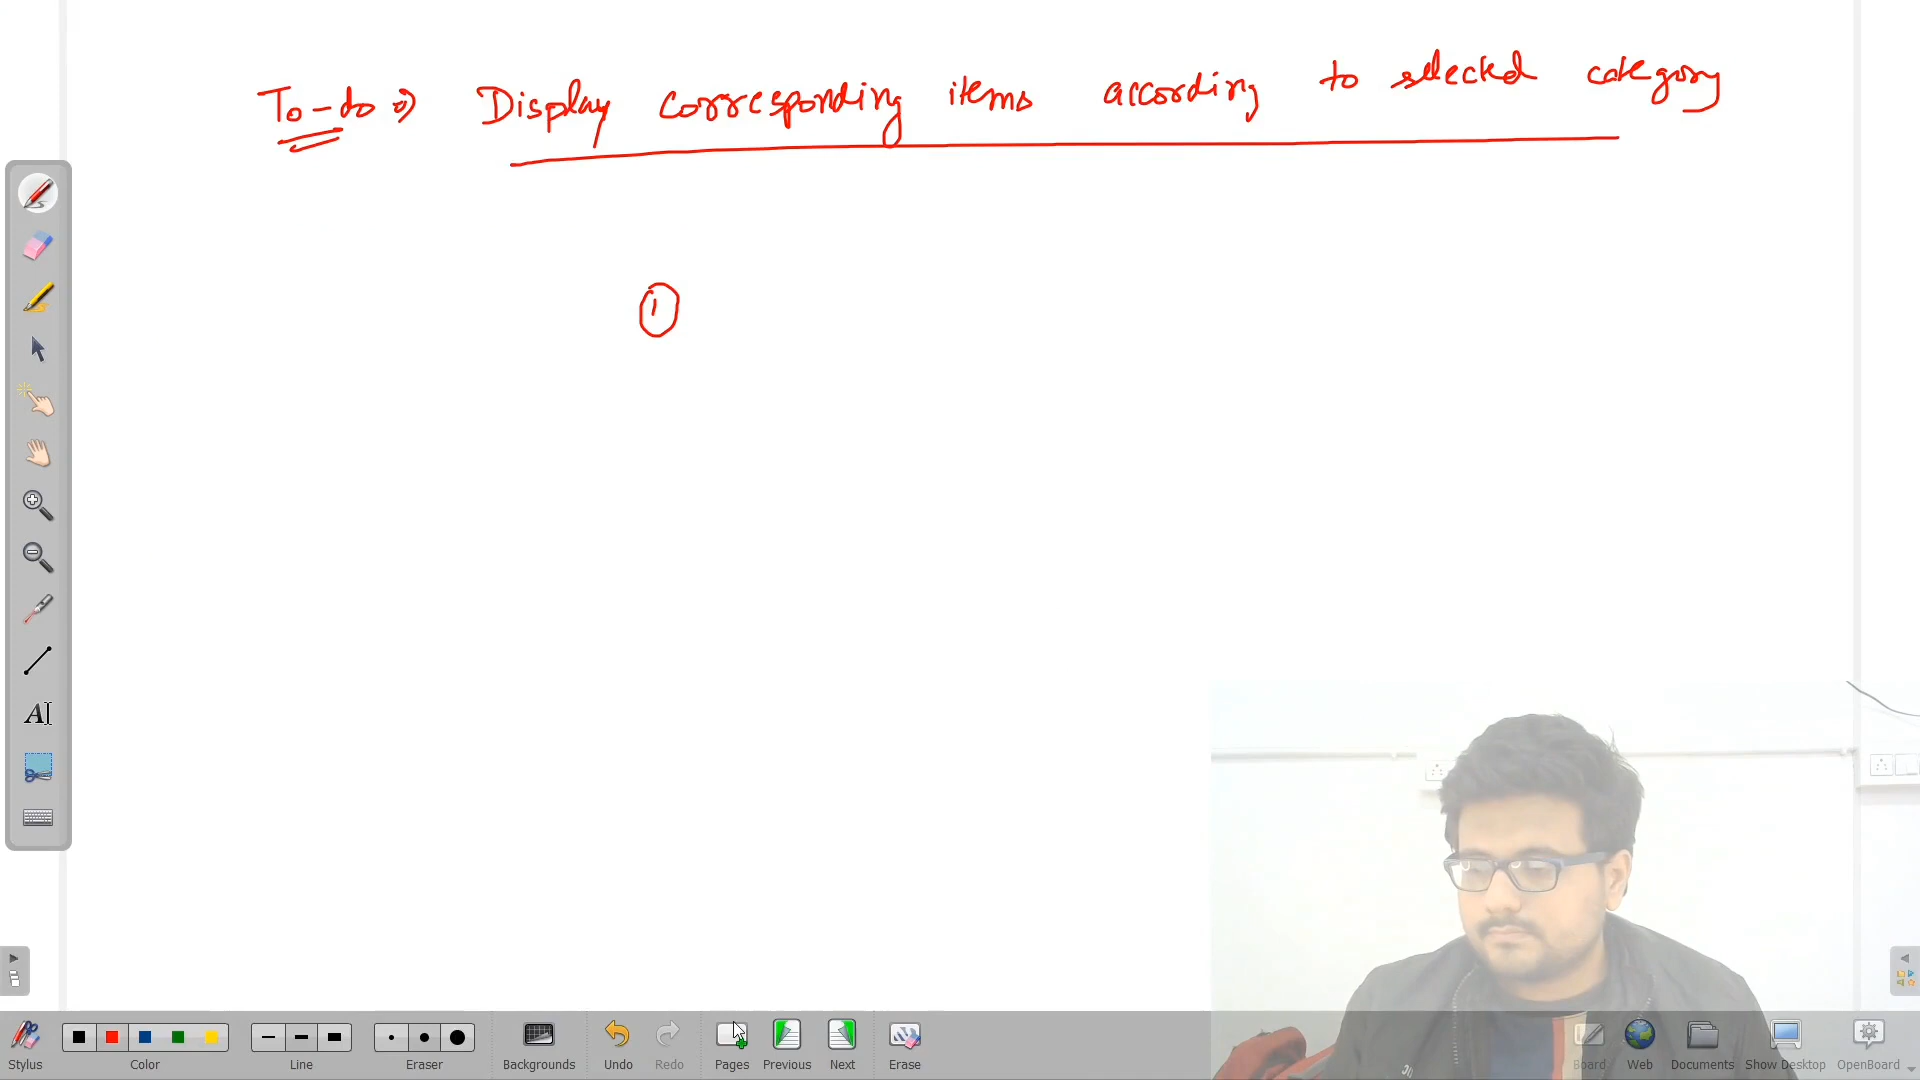 To-do => Display corresponding items according to selected category
1
AI
Stylus
Color
Line
Eraser
Backgrounds
Undo
Redo
Pages
Previous
Next
Erase
Board
Web
Documents
Show Desktop
OpenBoard